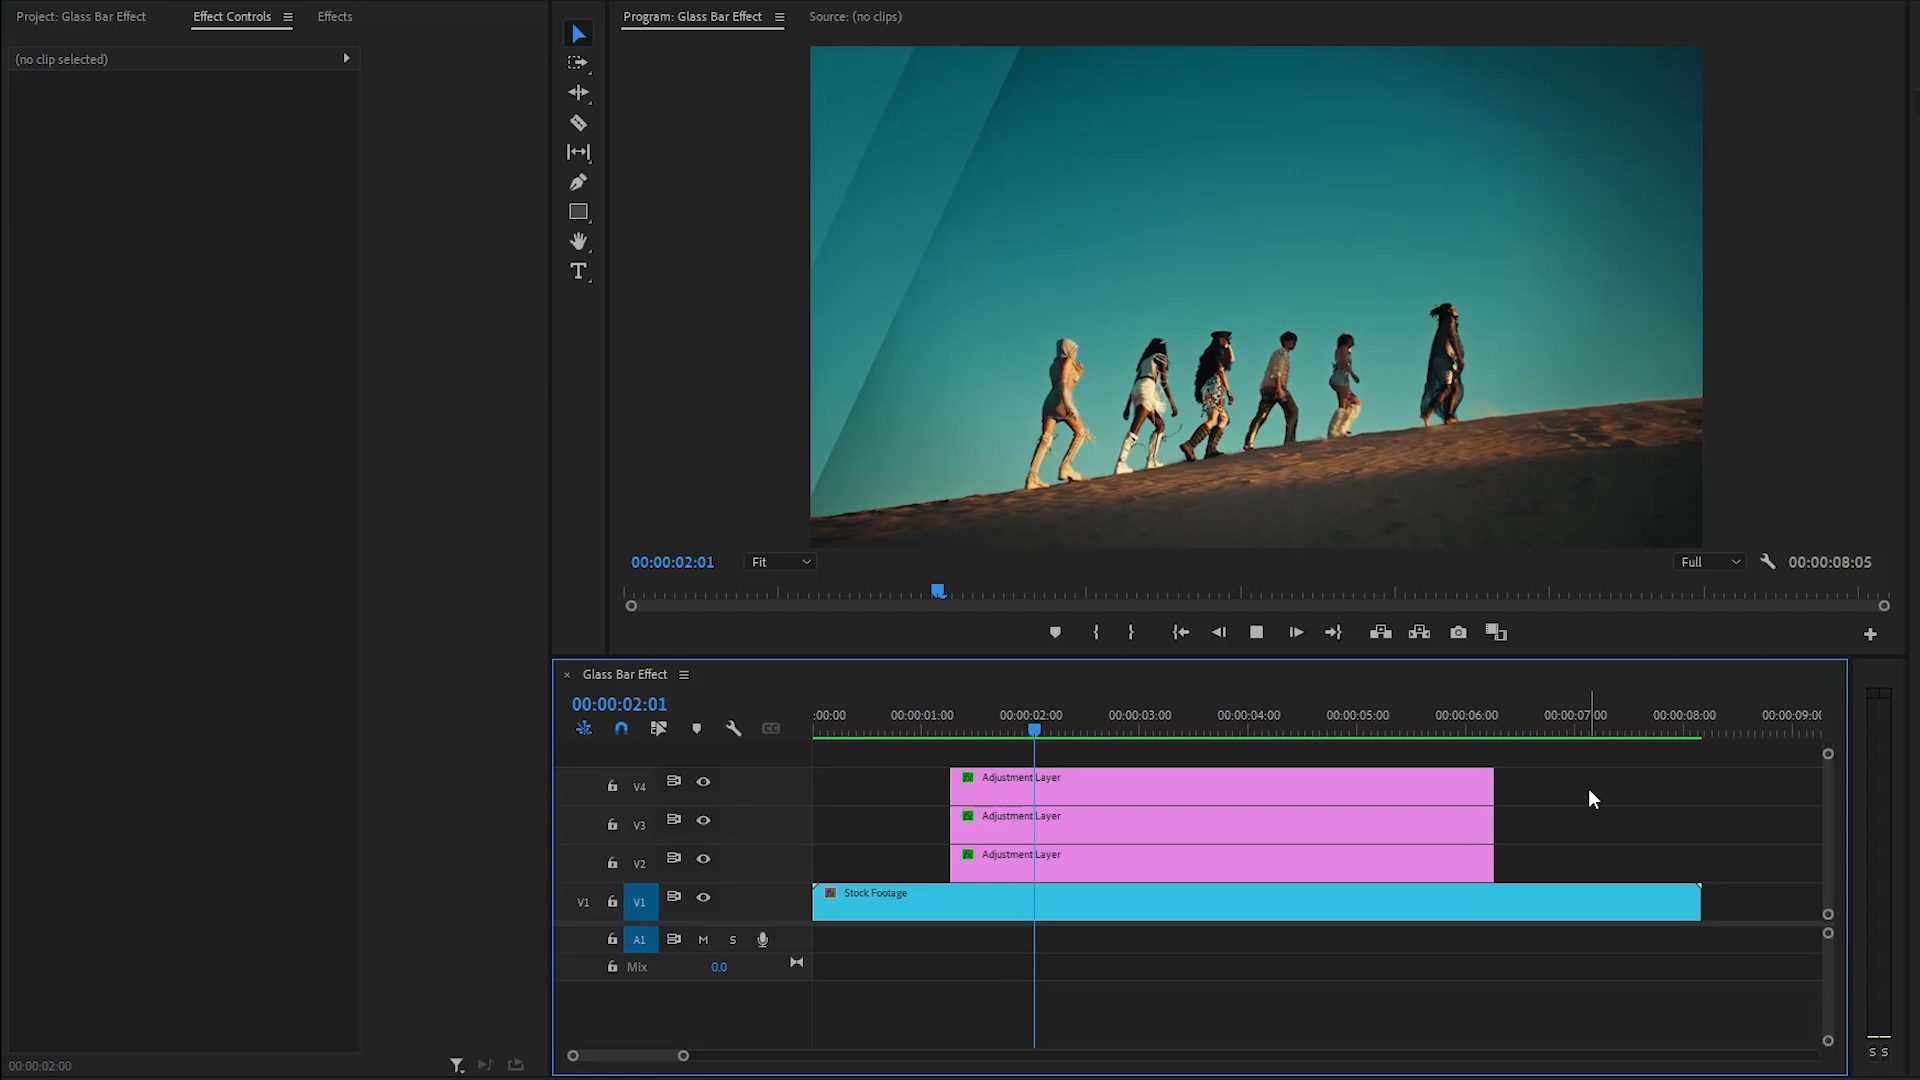 Project: Glass Bar Effect
Effect Controls
Effects
(no clip selected)
00:00:02:00
T
Program: Glass Bar Effect
Source: (no clips)
00:00:02:01
Fit
Full
00:00:08:05
Glass Bar Effect
00:00:02:01
CC
:00:00
00:00:01:00
00:00:02:00
00:00:03:00
00:00:04:00
00:00:05:00
00:00:06:00
00:00:07:00
00:00:08:00
00:00:09:00
V4
Adjustment Layer
V3
Adjustment Layer
V2
Adjustment Layer
V1
V1
Stock Footage
A1
M
S
Mix
0.0
S S